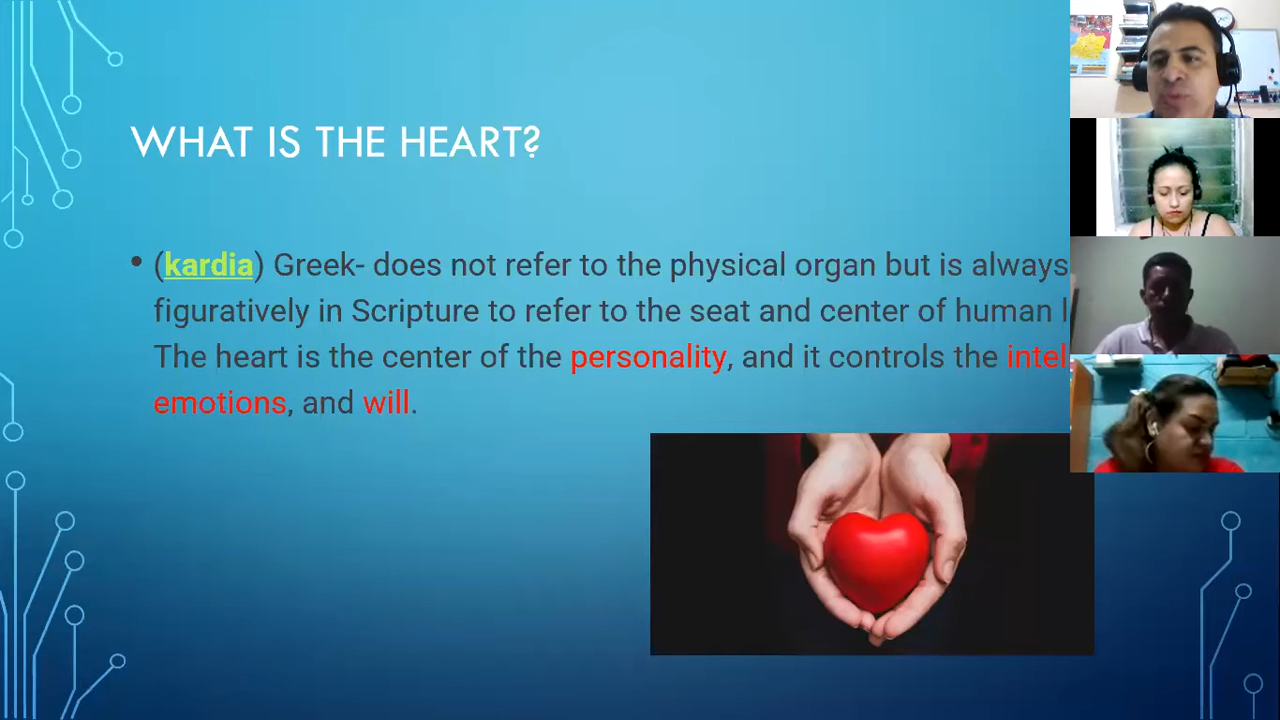 WHAT IS THE HEART?
• (kardia) Greek- does not refer to the physical organ but is always
figuratively in Scripture to refer to the seat and center of human
The heart is the center of the personality, and it controls the
emotions, and will.